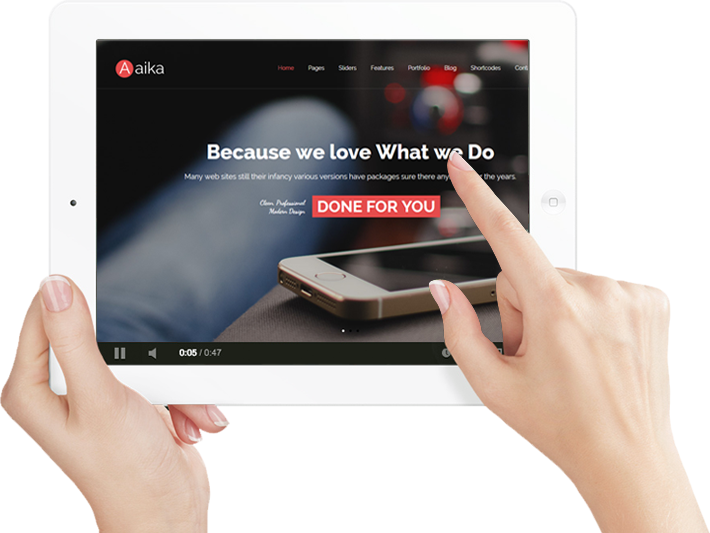 A aika
Home Pages Sliders Features Portfolio Blog Shortcodes Cont
Because we love What we Do
Many web sites still their infancy various versions have packages sure there any the years.
Clean Professional
Modern Design
DONE FOR YOU
0:05 / 0:47